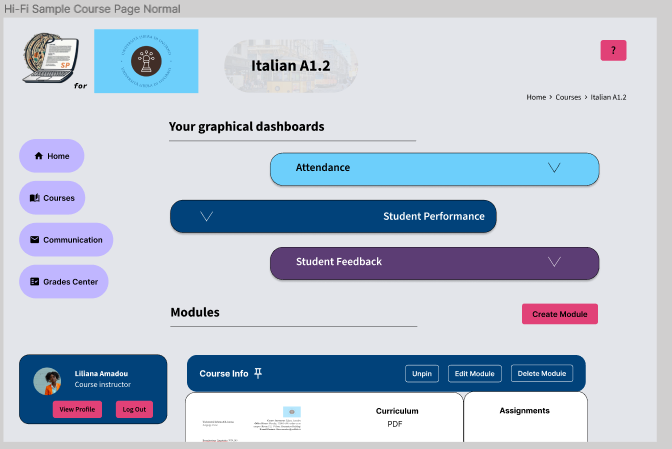 Hi-Fi Sample Course Page Normal
SP
for
Italian A1.2
?
Home > Courses > Italian A1.2
Your graphical dashboards
Home
Attendance
Courses
Student Performance
Communication
Student Feedback
Grades Center
Modules
Create Module
Liliana Amadou
Course instructor
View Profile
Log Out
Course Info
Unpin
Edit Module
Delete Module
Curriculum
PDF
Assignments